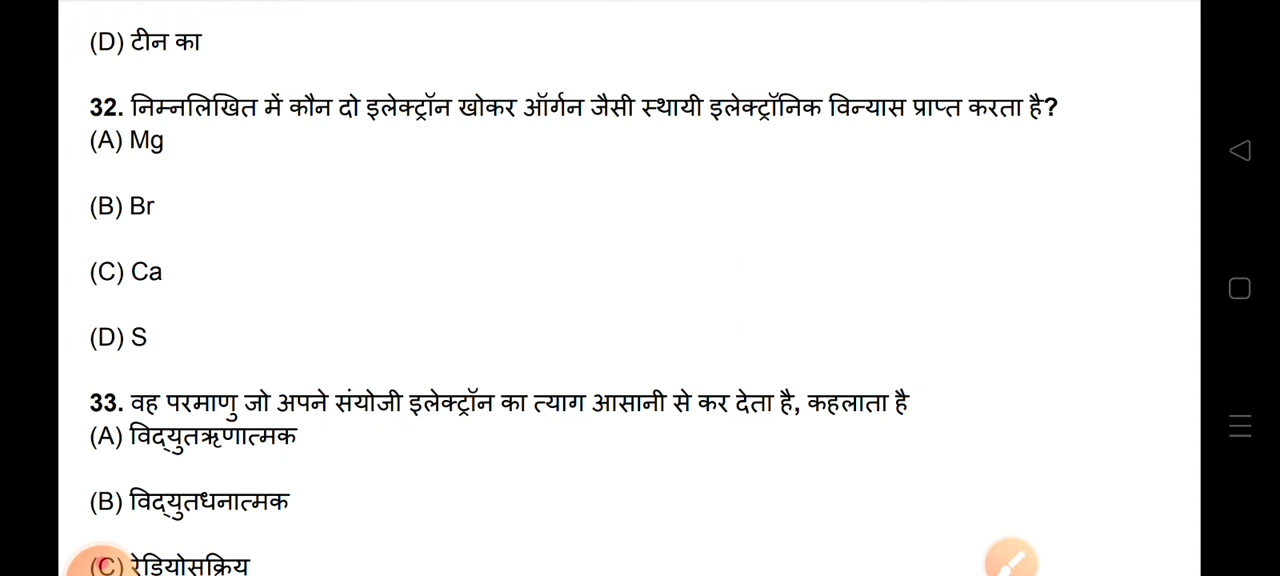 (D) टीन का
32. निम्नलिखित में कौन दो इलेक्ट्रॉन खोकर ऑर्गन जैसी स्थायी इलेक्ट्रॉनिक विन्यास प्राप्त करता है?
(A) Mg
(B) Br
(C) Ca
(D) S
33. वह परमाणु जो अपने संयोजी इलेक्ट्रॉन का त्याग आसानी से कर देता है, कहलाता है
(A) विद्युतऋणात्मक
(B) विद्युतधनात्मक
(C) रेडियोसक्रिय